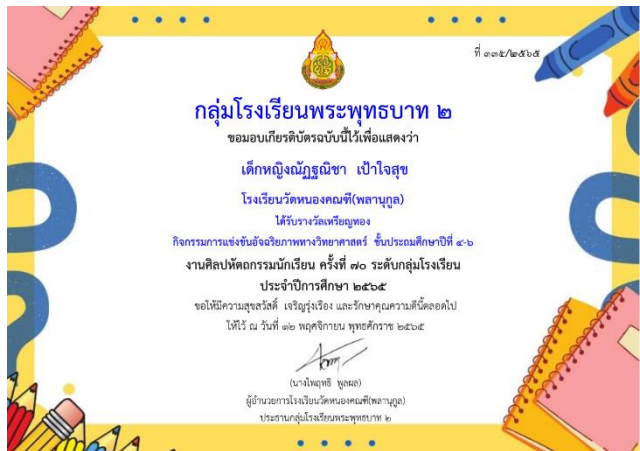 ที่ ๓๓๕/๒๕๖๕
กลุ่มโรงเรียนพระพุทธบาท ๒
ขอมอบเกียรติบัตรฉบับนี้ไว้เพื่อแสดงว่า
เด็กหญิงณัฏฐณิชา เป้าใจสุข
โรงเรียนวัดหนองคณฑี(พลานุกูล)
ได้รับรางวัลเหรียญทอง
กิจกรรมการแข่งขันอัจฉริยภาพทางวิทยาศาสตร์ ชั้นประถมศึกษาปีที่ ๔-๖
งานศิลปหัตถกรรมนักเรียน ครั้งที่ ๗๐ ระดับกลุ่มโรงเรียน
ประจำปีการศึกษา ๒๕๖๕
ขอให้มีความสุขสวัสดิ์ เจริญรุ่งเรือง และรักษาคุณความดีนี้ตลอดไป
ให้ไว้ ณ วันที่ ๑๒ พฤศจิกายน พุทธศักราช ๒๕๖๕
(นางไพฤทธิ พูลผล)
ผู้อำนวยการโรงเรียนวัดหนองคณฑี(พลานุกูล)
ประธานกลุ่มโรงเรียนพระพุทธบาท ๒